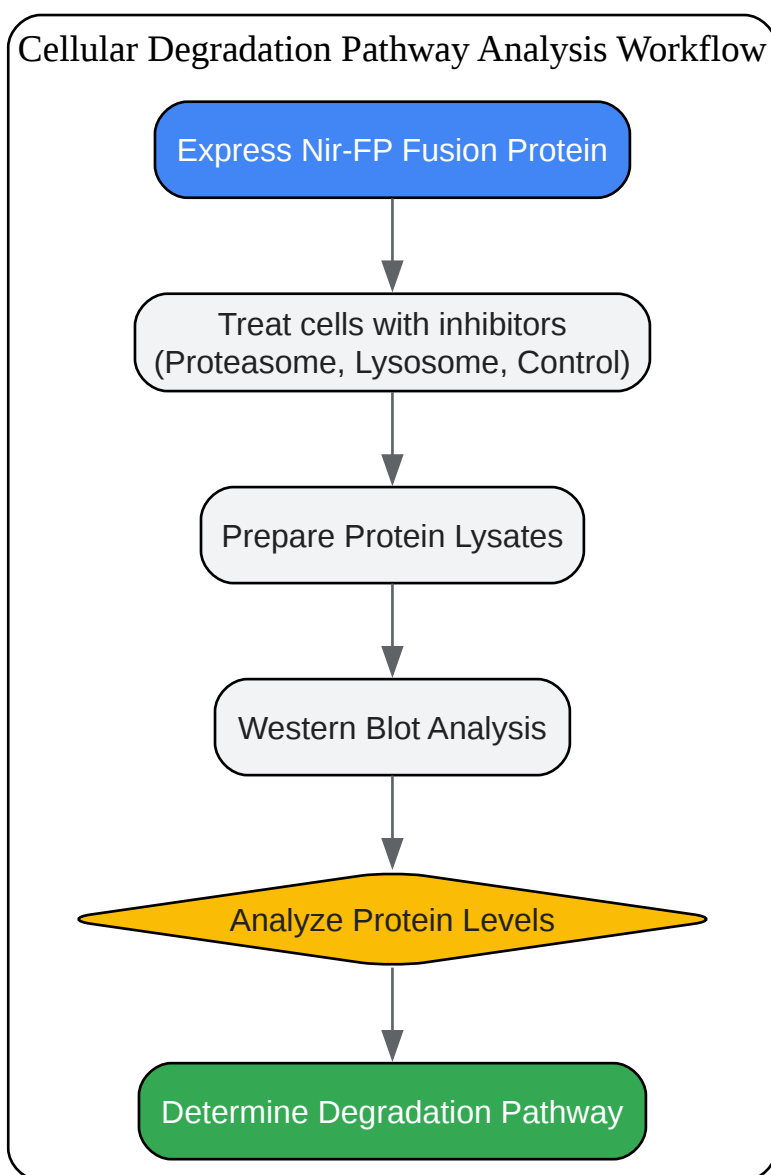 Cellular Degradation Pathway Analysis Workflow
Express Nir-FP Fusion Protein
Treat cells with inhibitors
(Proteasome, Lysosome, Control)
Prepare Protein Lysates
Western Blot Analysis
Analyze Protein Levels
Determine Degradation Pathway